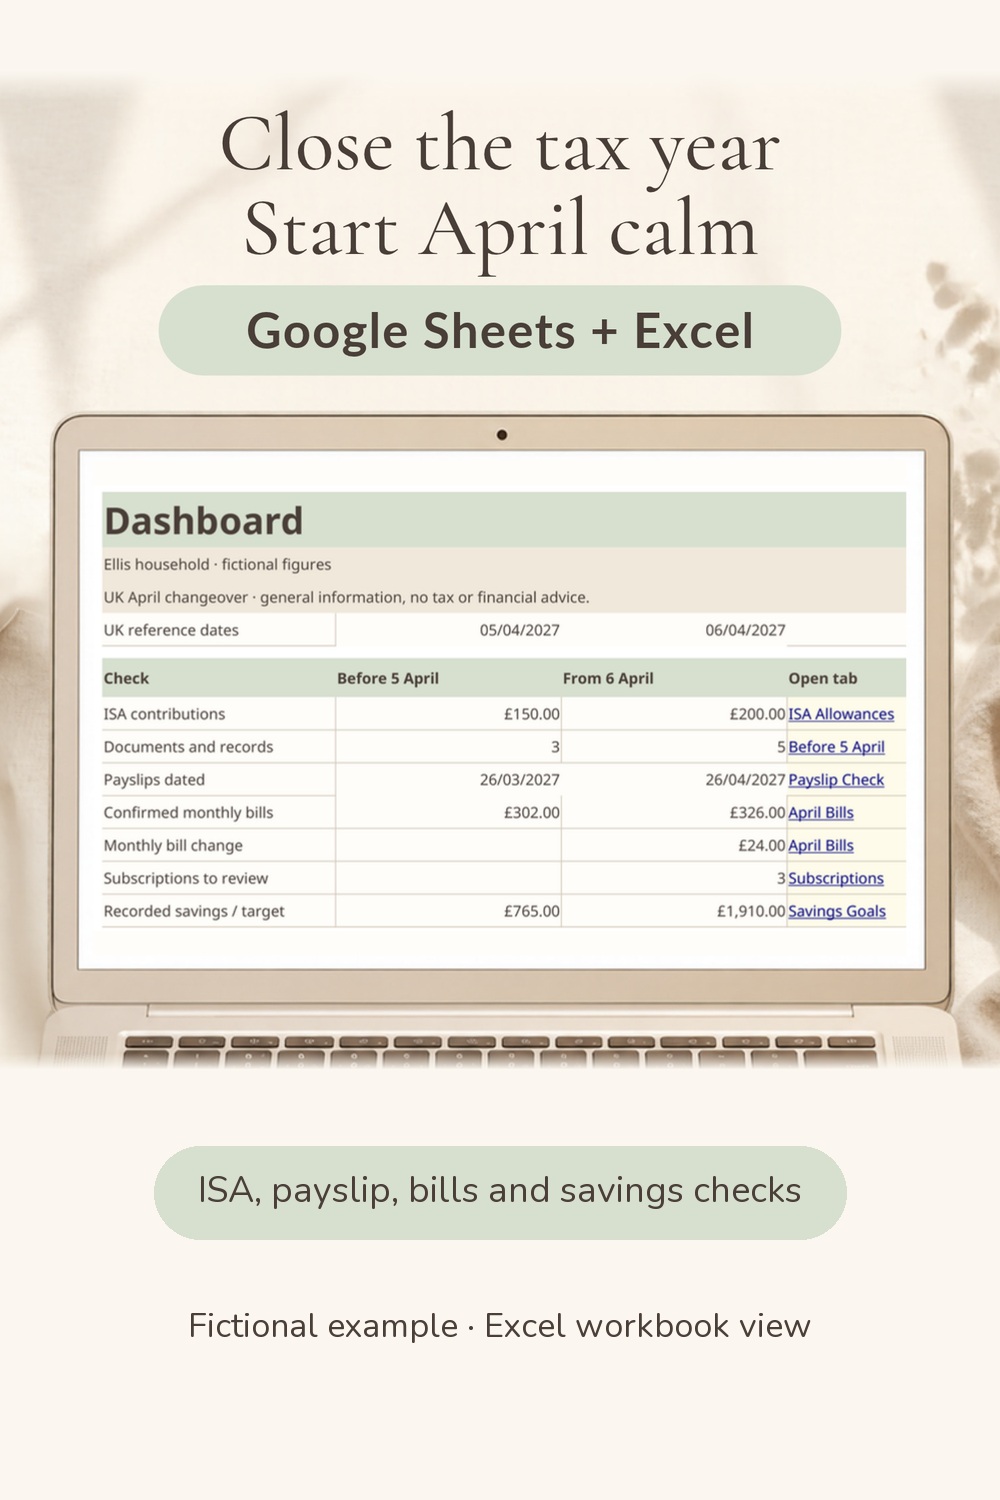 Close the tax year
Start April calm
Google Sheets + Excel
Dashboard
Ellis household · fictional figures
UK April changeover · general information, no tax or financial advice.
UK reference dates 05/04/2027 06/04/2027
Check Before 5 April From 6 April Open tab
ISA contributions £150.00 £200.00 ISA Allowances
Documents and records 3 5 Before 5 April
Payslips dated 26/03/2027 26/04/2027 Payslip Check
Confirmed monthly bills £302.00 £326.00 April Bills
Monthly bill change £24.00 April Bills
Subscriptions to review 3 Subscriptions
Recorded savings / target £765.00 £1,910.00 Savings Goals
ISA, payslip, bills and savings checks
Fictional example · Excel workbook view